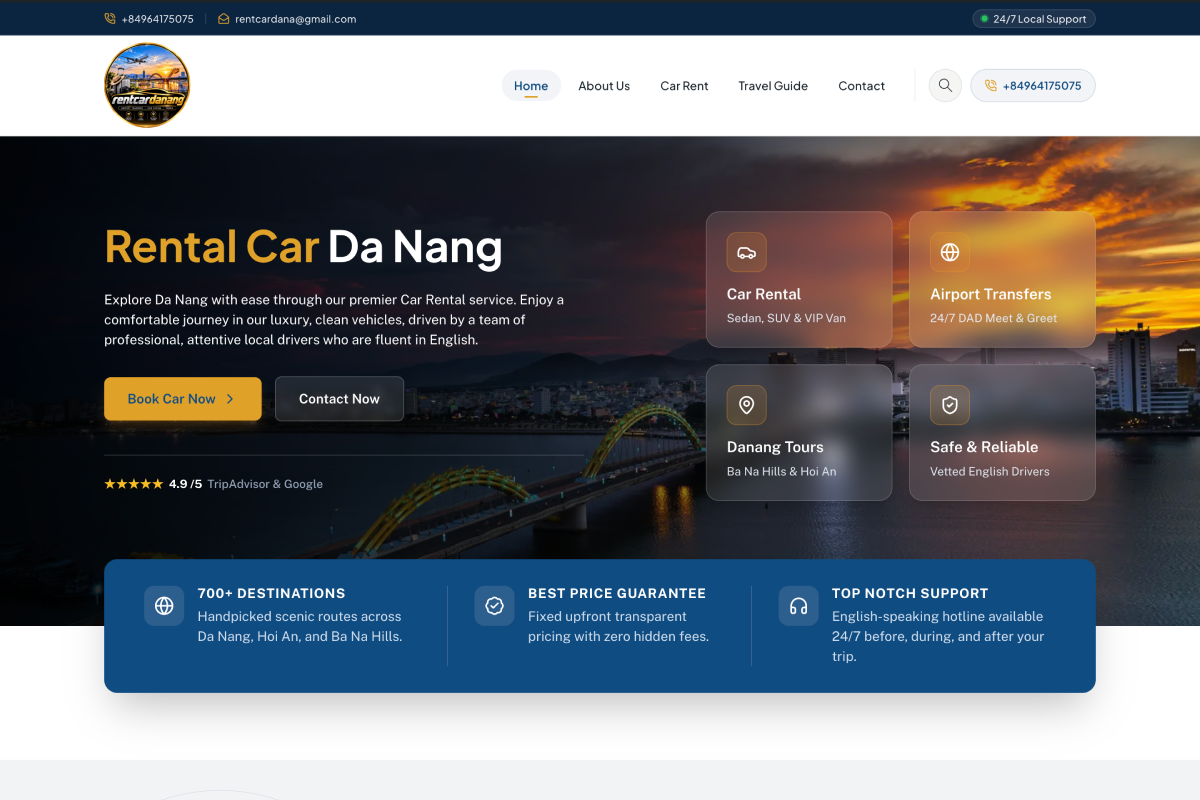 +84964175075
rentcardana@gmail.com
24/7 Local Support
rentcardanang
Home
About Us
Car Rent
Travel Guide
Contact
+84964175075
Rental Car Da Nang
Explore Da Nang with ease through our premier Car Rental service. Enjoy a
comfortable journey in our luxury, clean vehicles, driven by a team of
professional, attentive local drivers who are fluent in English.
Book Car Now
Contact Now
★★★★★ 4.9 /5 TripAdvisor & Google
Car Rental
Sedan, SUV & VIP Van
Airport Transfers
24/7 DAD Meet & Greet
Danang Tours
Ba Na Hills & Hoi An
Safe & Reliable
Vetted English Drivers
700+ DESTINATIONS
Handpicked scenic routes across
Da Nang, Hoi An, and Ba Na Hills.
BEST PRICE GUARANTEE
Fixed upfront transparent
pricing with zero hidden fees.
TOP NOTCH SUPPORT
English-speaking hotline available
24/7 before, during, and after your
trip.